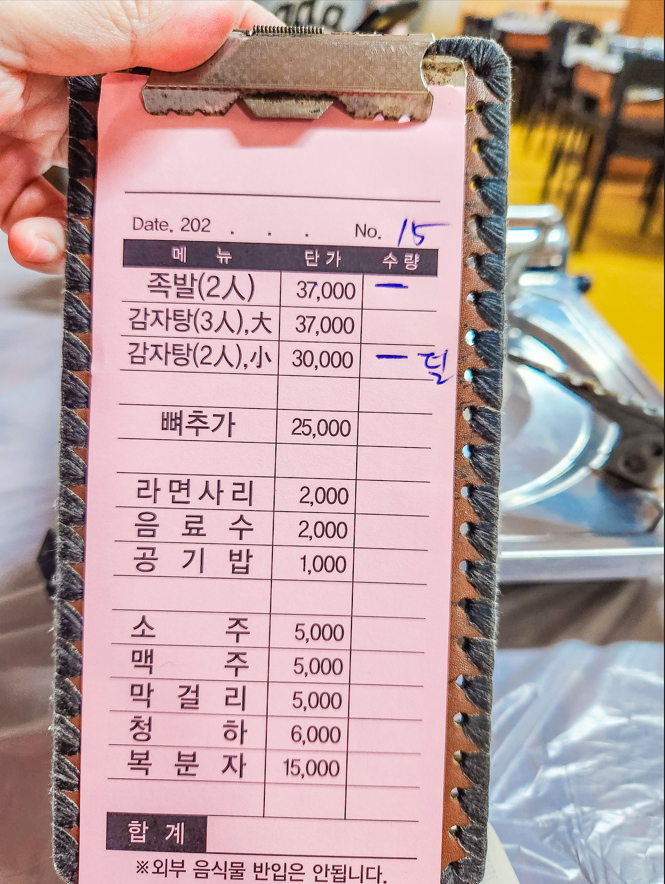 Date. 202 . . . No. 15
메 뉴 단 가 수 량
족발(2人) 37,000 一
감자탕(3人),大 37,000
감자탕(2人),小 30,000 一
뼈추가 25,000
라면사리 2,000
음 료 수 2,000
공 기 밥 1,000
소 주 5,000
맥 주 5,000
막 걸 리 5,000
청 하 6,000
복 분 자 15,000
합 계
※외부 음식물 반입은 안됩니다.